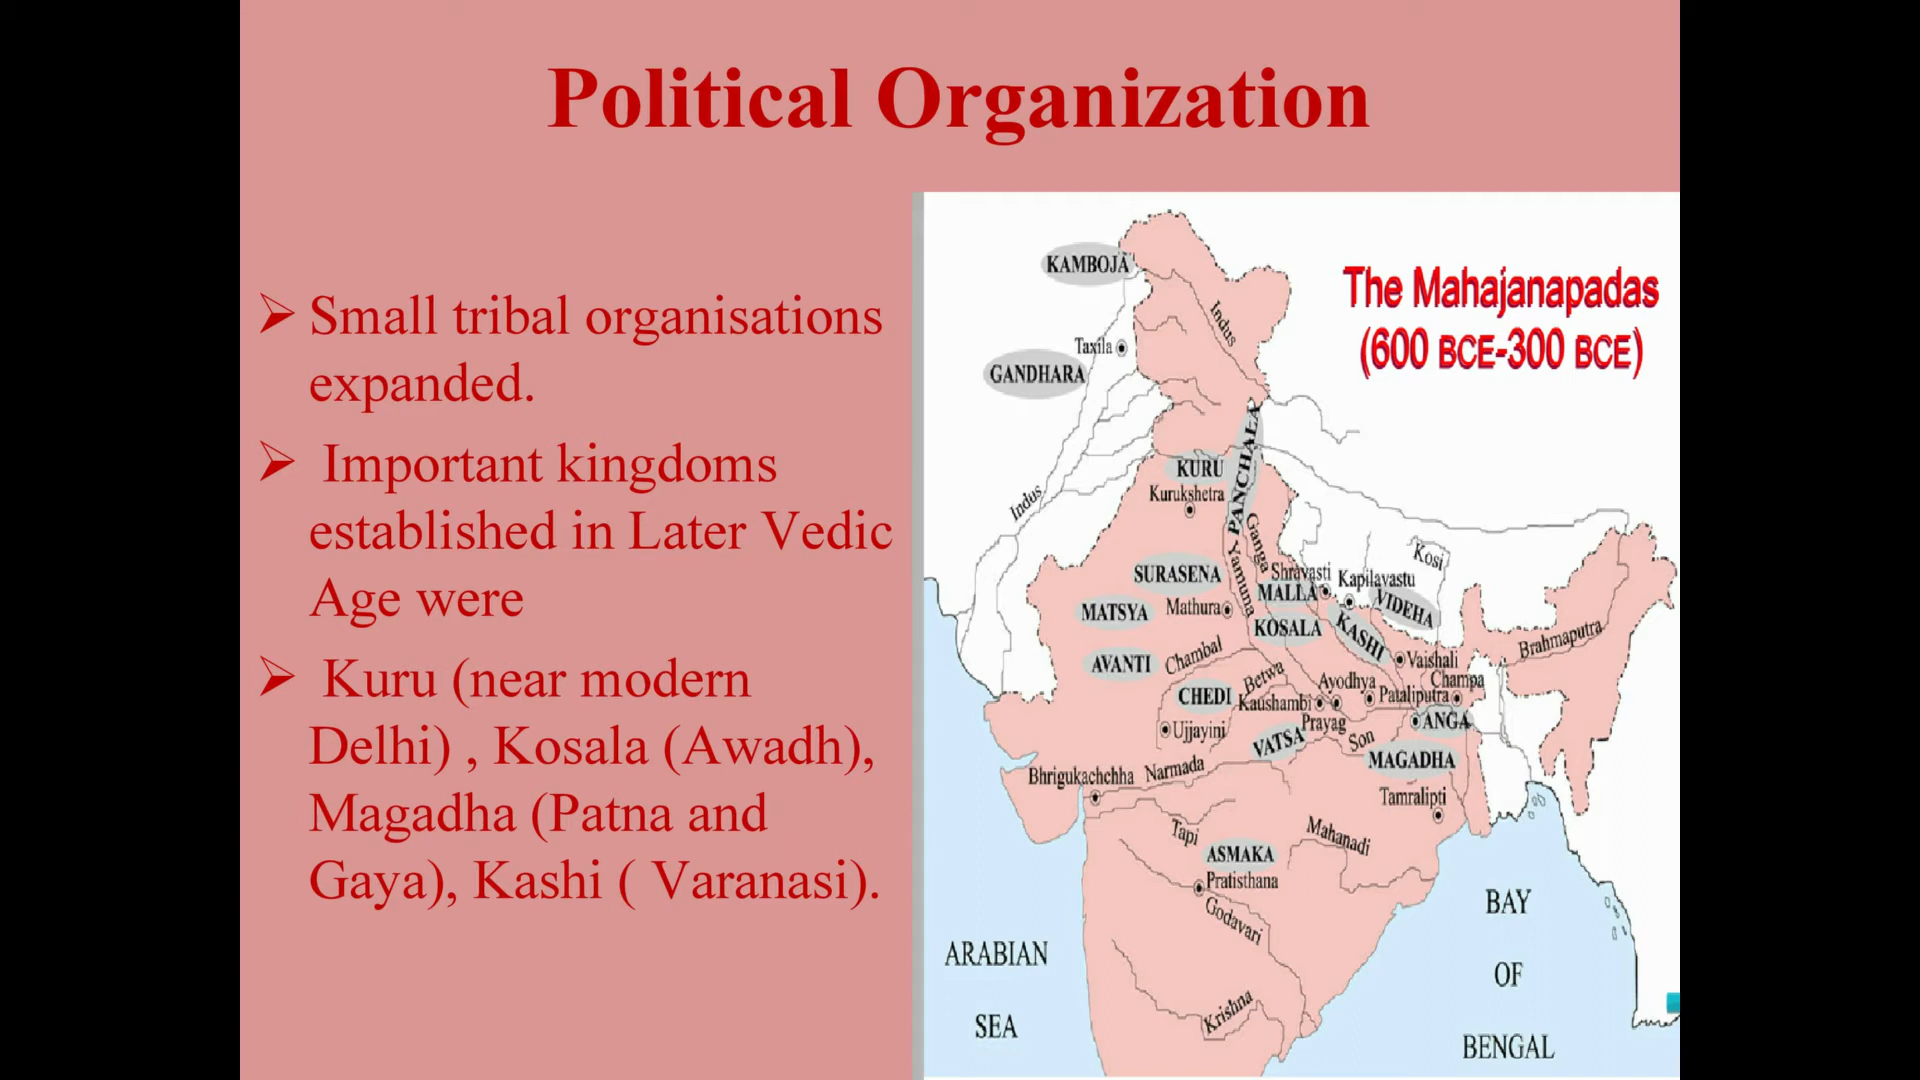 Political Organization
➢ Small tribal organisations
expanded.
➢ Important kingdoms
established in Later Vedic
Age were
➢ Kuru (near modern
Delhi) , Kosala (Awadh),
Magadha (Patna and
Gaya), Kashi ( Varanasi).
The Mahajanapadas
(600 BCE-300 BCE)
KAMBOJA
Indus
Taxila
GANDHARA
PANCHALA
KURU
Kurukshetra
Indus
Ganga
Yamuna
Kosi
SURASENA
Shravasti
Kapilavastu
MALLA
VIDEHA
MATSYA
Mathura
KOSALA
KASHI
Brahmaputra
AVANTI
Chambal
Vaishali
Betwa
Ayodhya
Champa
CHEDI
Kaushambi
Pataliputra
Prayag
ANGA
Ujjayini
VATSA
Son
MAGADHA
Bhrigukachchha
Narmada
Tamralipti
Tapi
Mahanadi
ASMAKA
Pratisthana
Godavari
Krishna
ARABIAN
SEA
BAY
OF
BENGAL